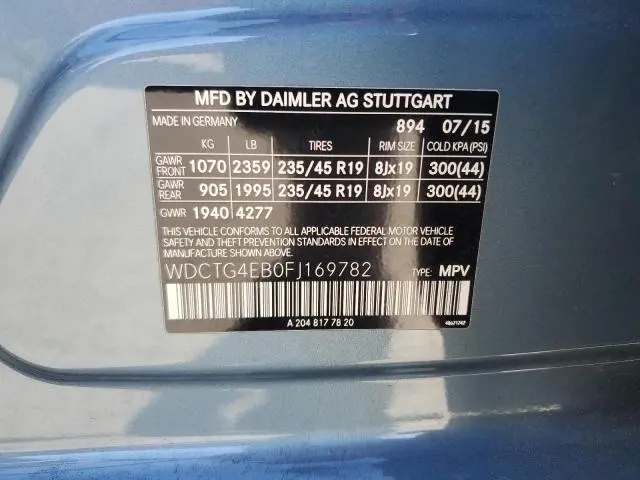 MFD BY DAIMLER AG STUTTGART
MADE IN GERMANY 894 07/15
KG LB TIRES RIM SIZE COLD KPA(PSI)
GAWR FRONT 1070 2359 235/45 R19 8Jx19 300(44)
GAWR REAR 905 1995 235/45 R19 8Jx19 300(44)
GVWR 1940 4277
THIS VEHICLE CONFORMS TO ALL APPLICABLE FEDERAL MOTOR VEHICLE
SAFETY, BUMPER, AND THEFT PREVENTION STANDARDS IN EFFECT ON THE DATE OF
MANUFACTURE SHOWN ABOVE.
WDCTG4EB0FJ169782 TYPE: MPV
A 204 817 78 20